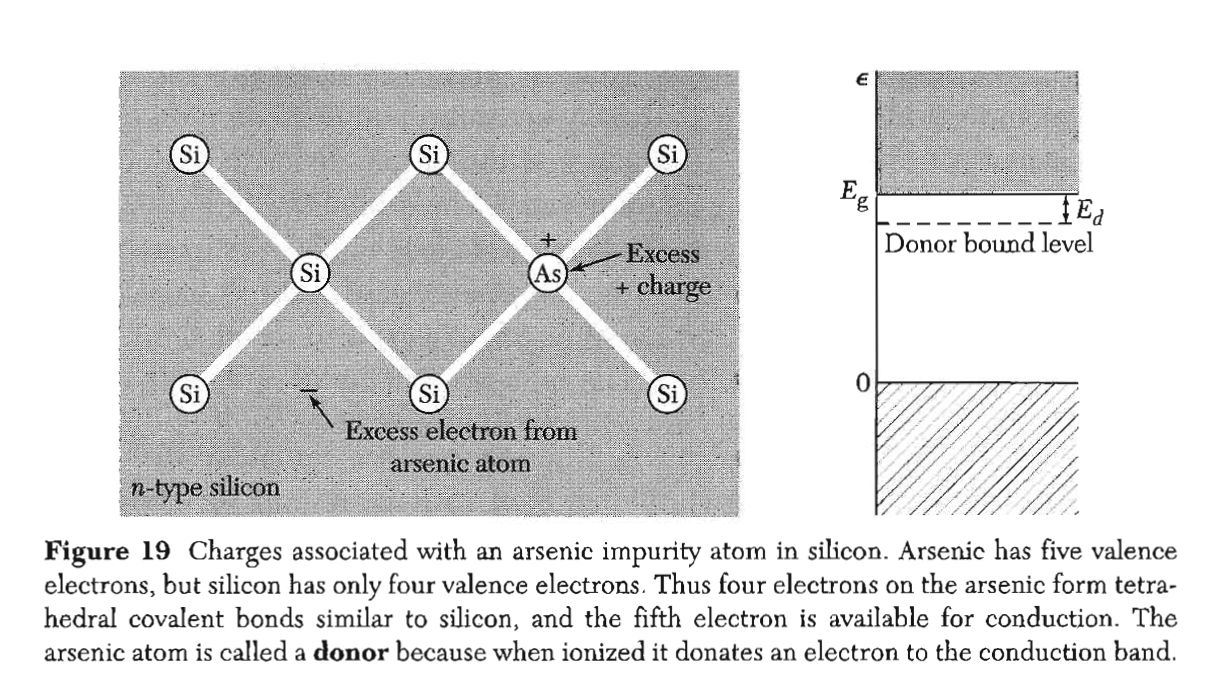 Si
Si
Si
Si
+
As
Excess
+ charge
Si
−
Si
Si
Excess electron from
arsenic atom
n-type silicon
ϵ
Eg
Ed
Donor bound level
0
Figure 19 Charges associated with an arsenic impurity atom in silicon. Arsenic has five valence
electrons, but silicon has only four valence electrons. Thus four electrons on the arsenic form tetra-
hedral covalent bonds similar to silicon, and the fifth electron is available for conduction. The
arsenic atom is called a donor because when ionized it donates an electron to the conduction band.